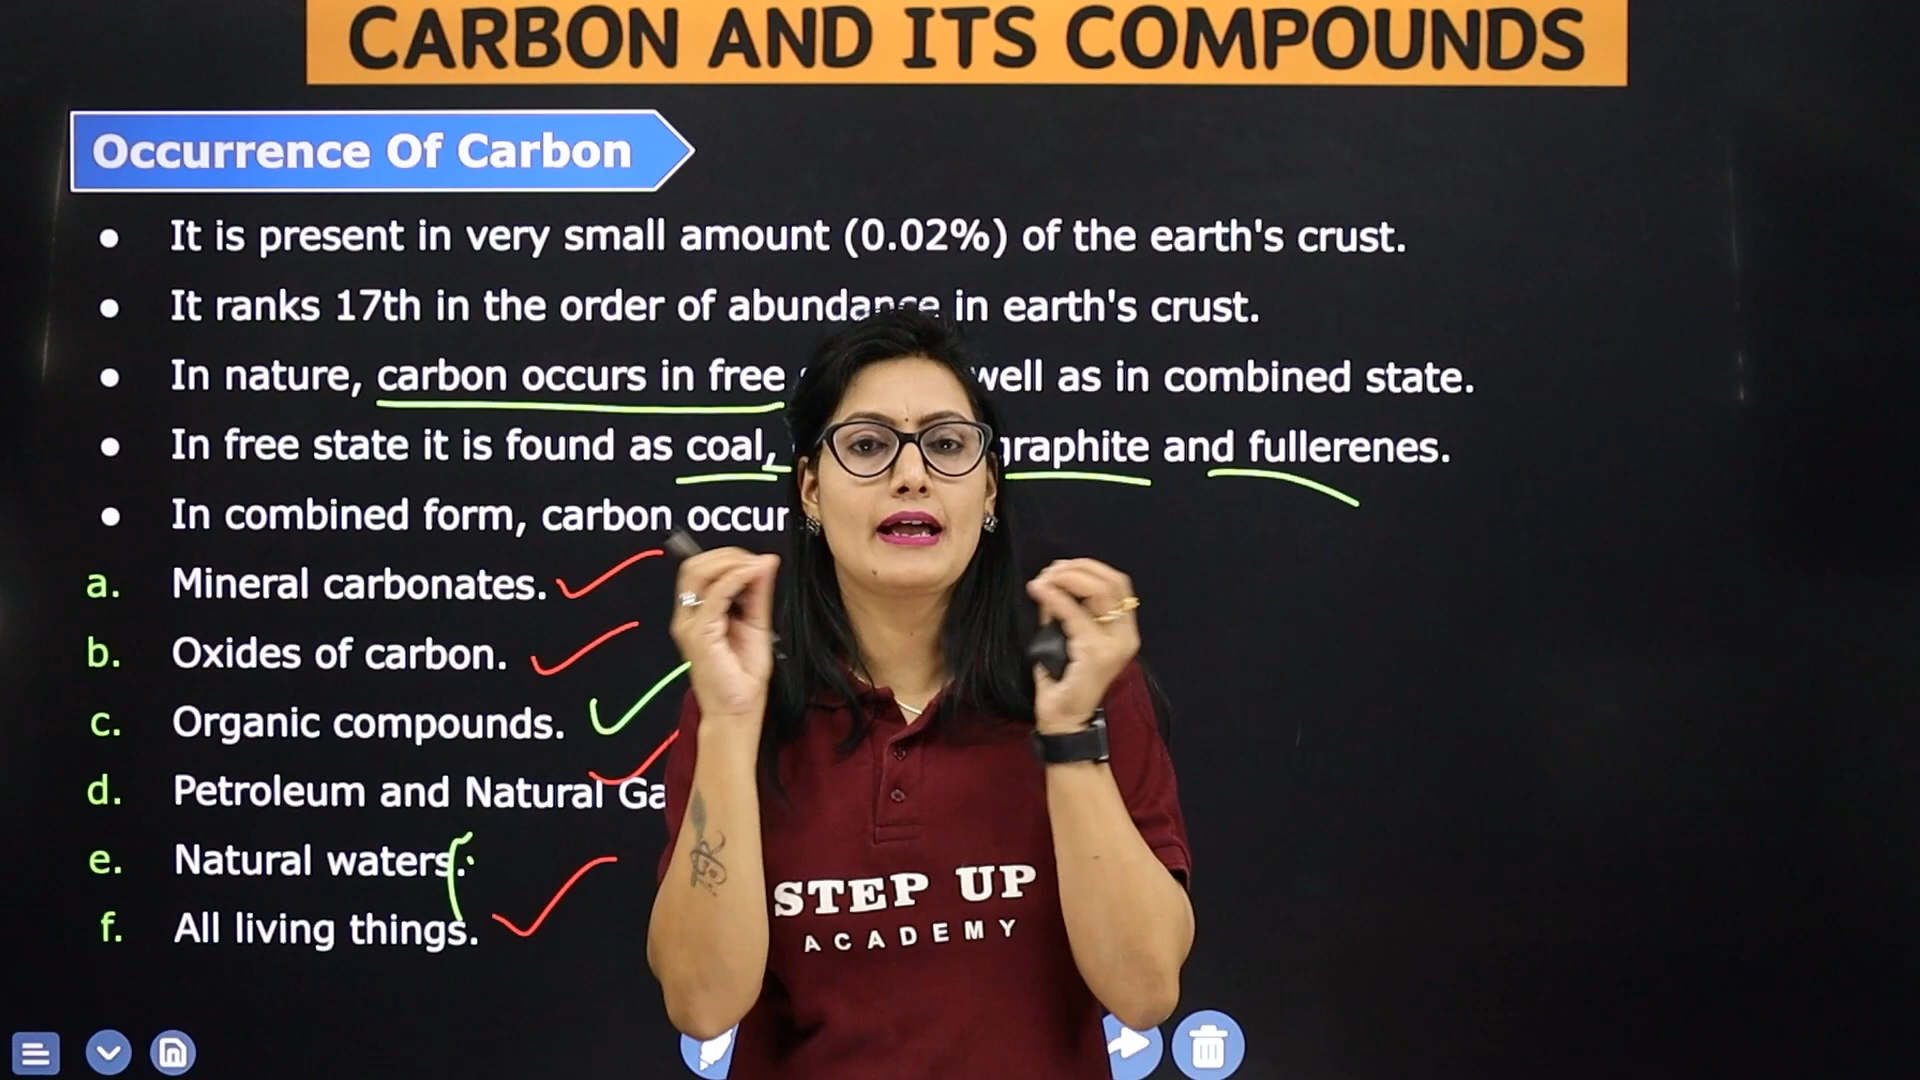 CARBON AND ITS COMPOUNDS
Occurrence Of Carbon
• It is present in very small amount (0.02%) of the earth's crust.
• It ranks 17th in the order of abundance in earth's crust.
• In nature, carbon occurs in free well as in combined state.
• In free state it is found as coal, graphite and fullerenes.
• In combined form, carbon occur
a. Mineral carbonates.
b. Oxides of carbon.
c. Organic compounds.
d. Petroleum and Natural Ga
e. Natural waters.
f. All living things.
STEP UP
ACADEMY